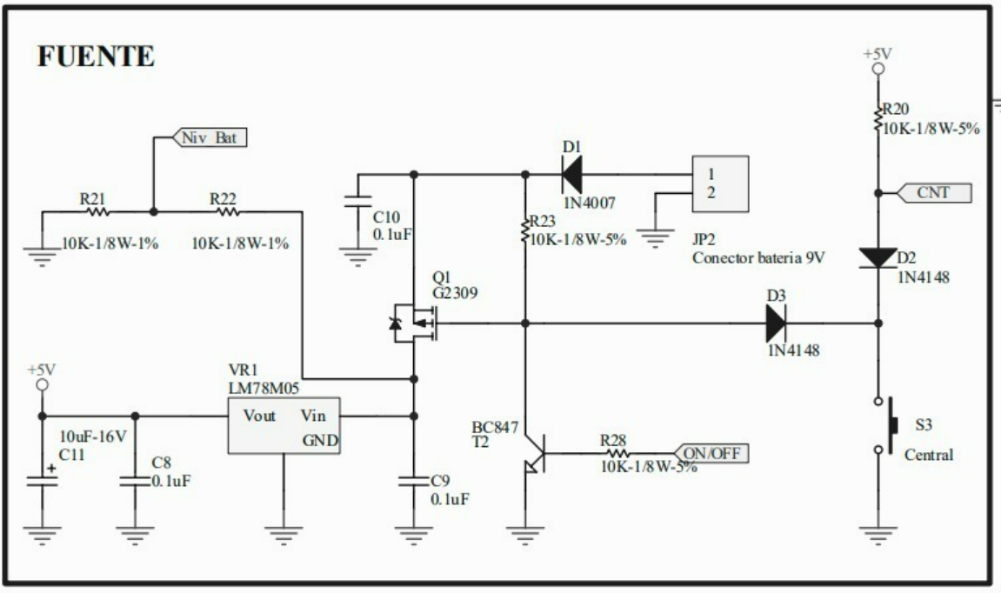 FUENTE
+5V
R20
10K-1/8W-5%
Niv Bat
CNT
D1
1N4007
1
2
R21
R22
10K-1/8W-1%
10K-1/8W-1%
C10
0.1uF
R23
10K-1/8W-5%
JP2
Conector bateria 9V
D2
1N4148
Q1
G2309
D3
1N4148
+5V
VR1
LM78M05
Vout
Vin
GND
10uF-16V
C11
+
C8
0.1uF
C9
0.1uF
BC847
T2
R28
10K-1/8W-5%
ON/OFF
S3
Central